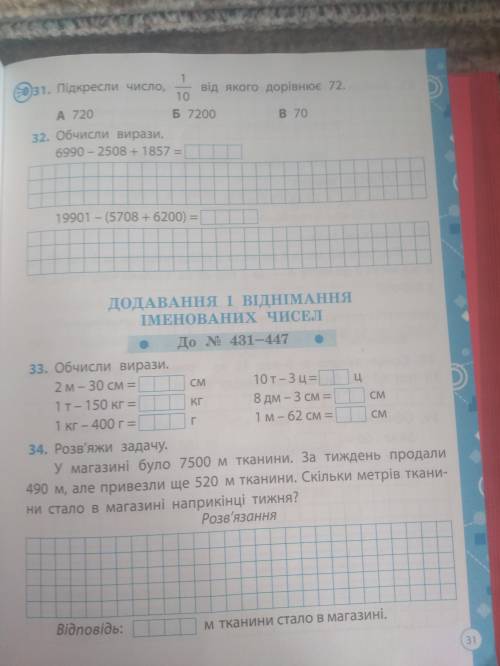 31. Підкресли число, 1/10 від якого дорівнює 72.
А 720 Б 7200 В 70
32. Обчисли вирази.
6990 – 2508 + 1857 =
19901 – (5708 + 6200) =
ДОДАВАННЯ І ВІДНІМАННЯ
ІМЕНОВАНИХ ЧИСЕЛ
До № 431–447
33. Обчисли вирази.
2 м – 30 см = см 10 т – 3 ц = ц
1 т – 150 кг = кг 8 дм – 3 см = см
1 кг – 400 г = г 1 м – 62 см = см
34. Розв'яжи задачу.
У магазині було 7500 м тканини. За тиждень продали
490 м, але привезли ще 520 м тканини. Скільки метрів ткани-
ни стало в магазині наприкінці тижня?
Розв'язання
Відповідь: м тканини стало в магазині.
31